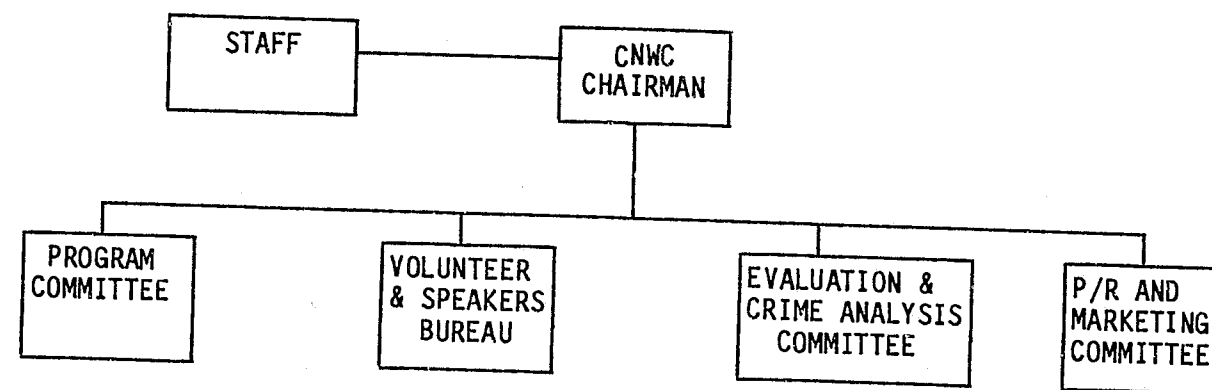 STAFF
CNWC
CHAIRMAN
PROGRAM
COMMITTEE
VOLUNTEER
& SPEAKERS
BUREAU
EVALUATION &
CRIME ANALYSIS
COMMITTEE
P/R AND
MARKETING
COMMITTEE